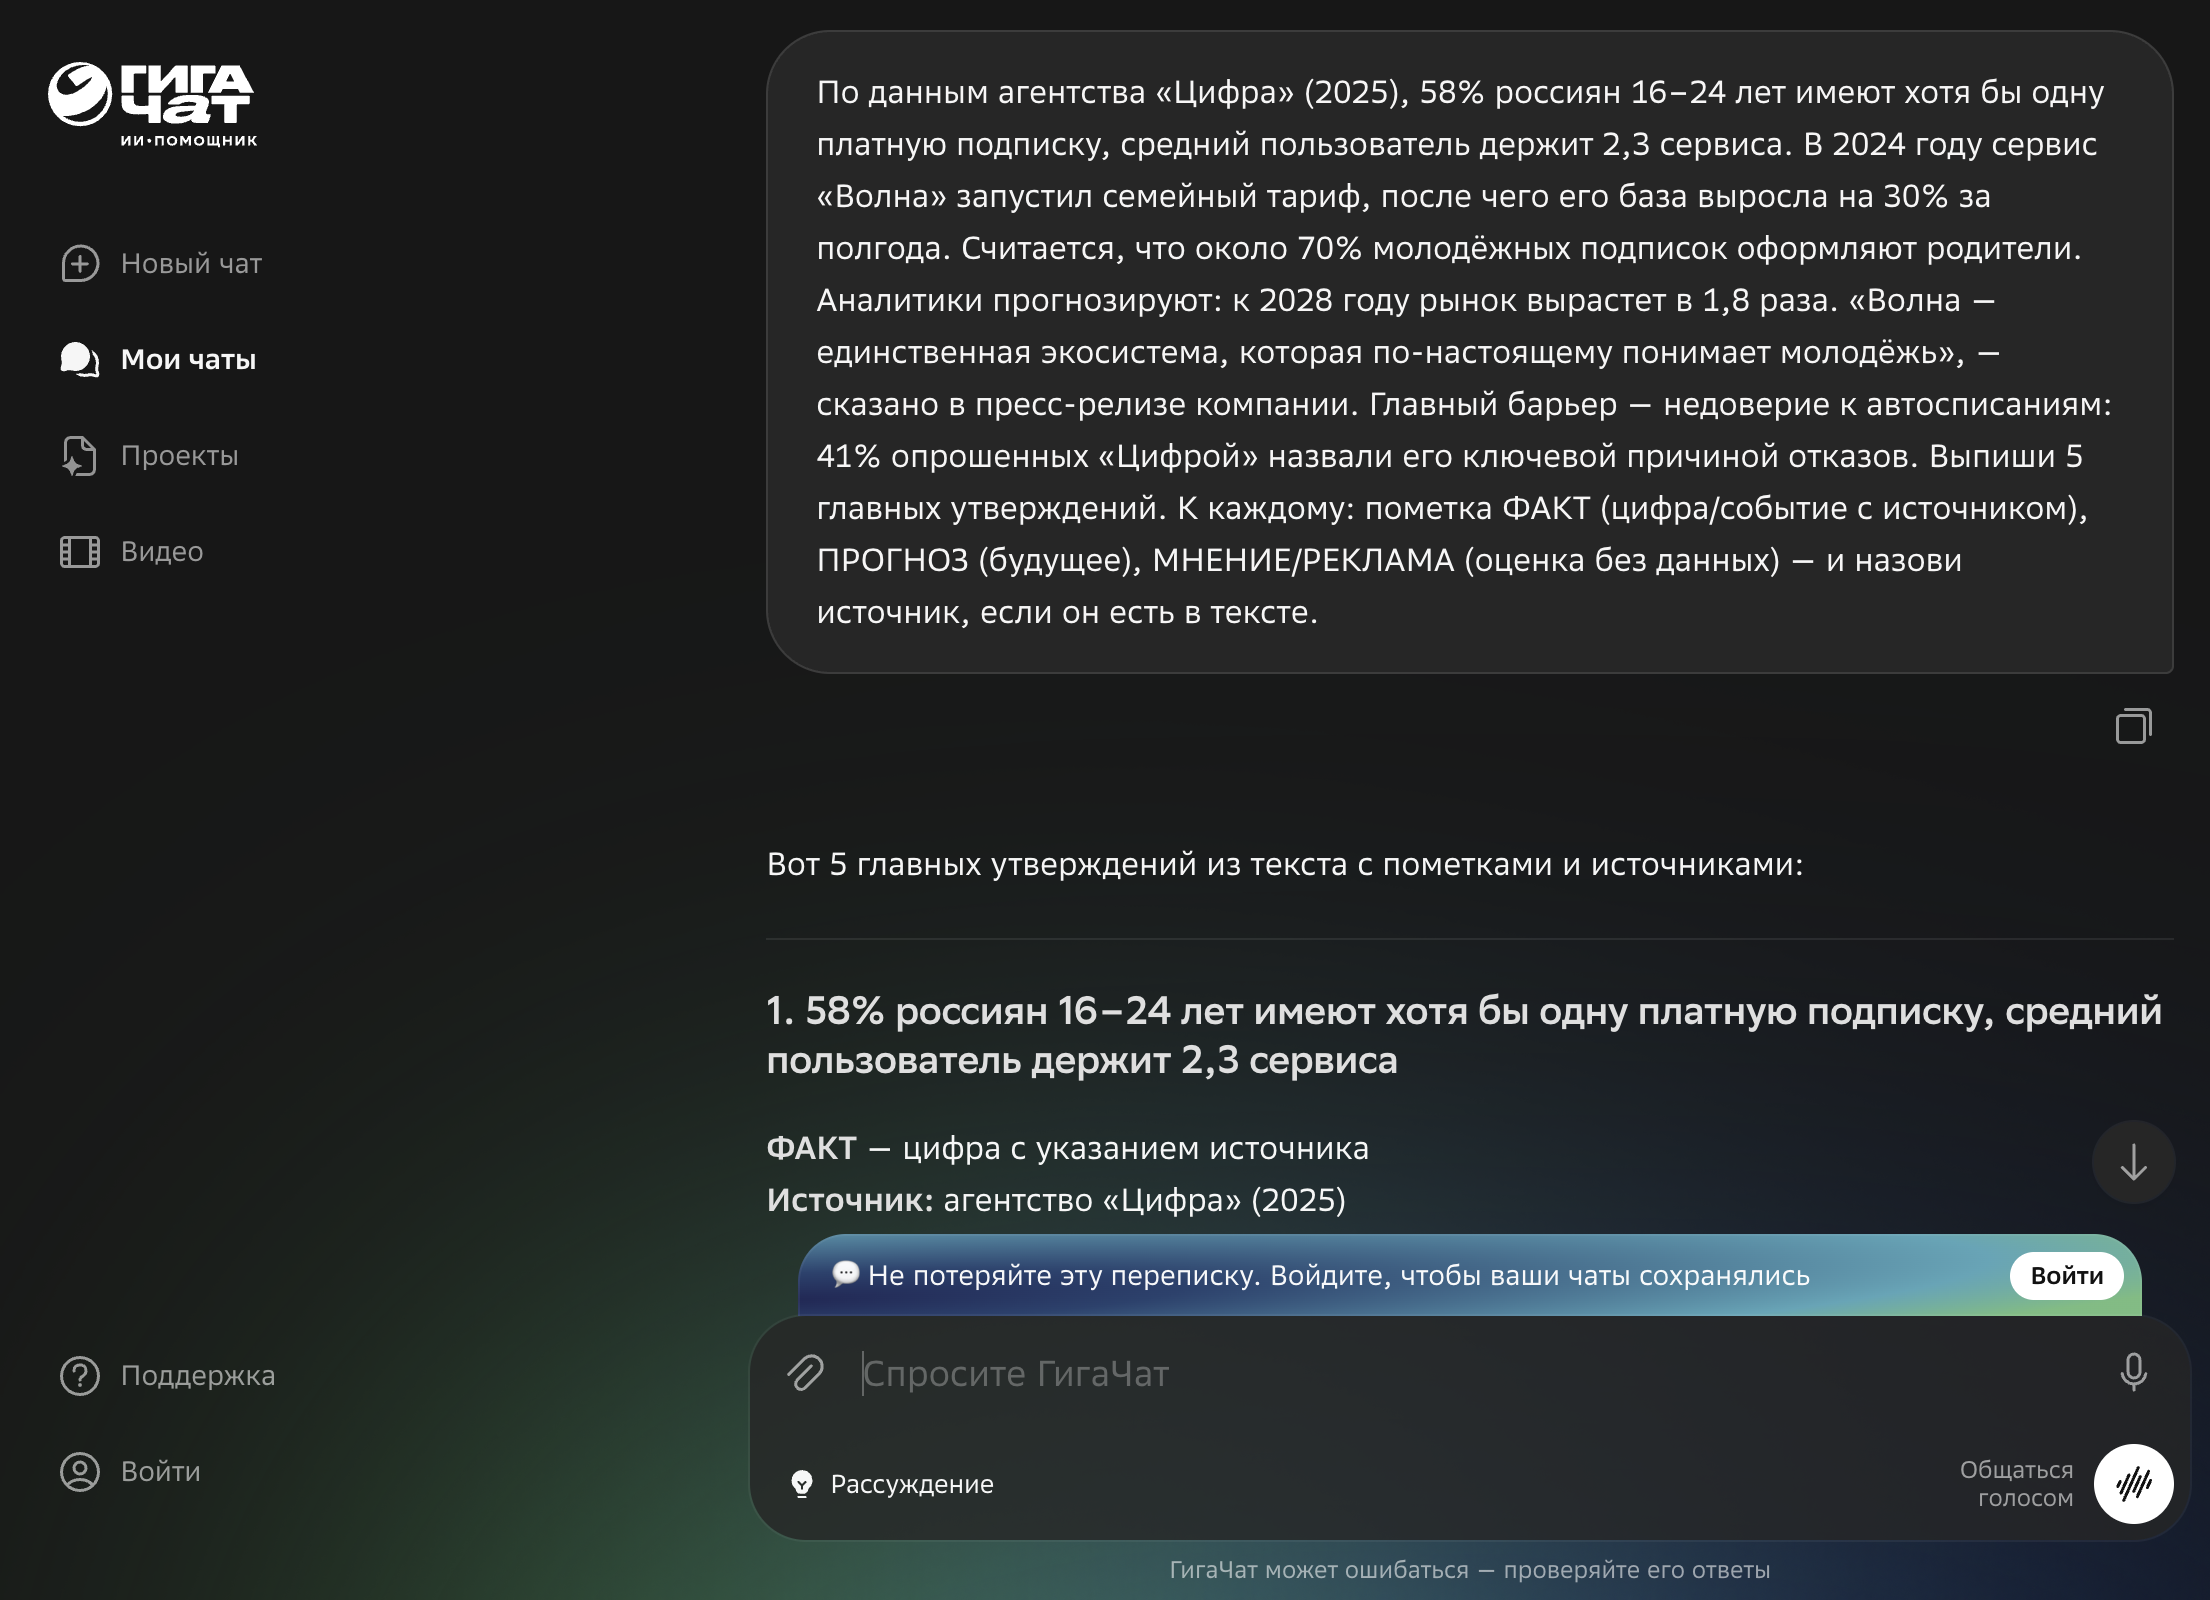 ГИГА
ЧАТ
ИИ•ПОМОЩНИК
Новый чат
Мои чаты
Проекты
Видео
По данным агентства «Цифра» (2025), 58% россиян 16–24 лет имеют хотя бы одну
платную подписку, средний пользователь держит 2,3 сервиса. В 2024 году сервис
«Волна» запустил семейный тариф, после чего его база выросла на 30% за
полгода. Считается, что около 70% молодёжных подписок оформляют родители.
Аналитики прогнозируют: к 2028 году рынок вырастет в 1,8 раза. «Волна —
единственная экосистема, которая по-настоящему понимает молодёжь», —
сказано в пресс-релизе компании. Главный барьер — недоверие к автосписаниям:
41% опрошенных «Цифрой» назвали его ключевой причиной отказов. Выпиши 5
главных утверждений. К каждому: пометка ФАКТ (цифра/событие с источником),
ПРОГНОЗ (будущее), МНЕНИЕ/РЕКЛАМА (оценка без данных) — и назови
источник, если он есть в тексте.
Вот 5 главных утверждений из текста с пометками и источниками:
1. 58% россиян 16–24 лет имеют хотя бы одну платную подписку, средний
пользователь держит 2,3 сервиса
ФАКТ — цифра с указанием источника
Источник: агентство «Цифра» (2025)
Не потеряйте эту переписку. Войдите, чтобы ваши чаты сохранялись
Войти
Спросите ГигаЧат
Рассуждение
Общаться
голосом
Поддержка
Войти
ГигаЧат может ошибаться — проверяйте его ответы